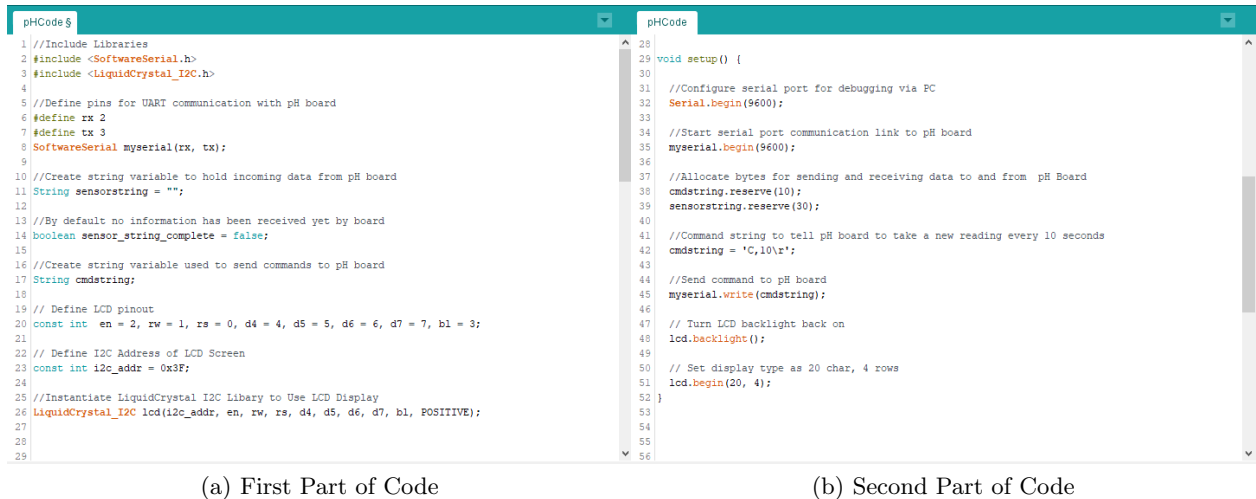 pHCode §
1 //Include Libraries
2 #include <SoftwareSerial.h>
3 #include <LiquidCrystal_I2C.h>
4
5 //Define pins for UART communication with pH board
6 #define rx 2
7 #define tx 3
8 SoftwareSerial myserial(rx, tx);
9
10 //Create string variable to hold incoming data from pH board
11 String sensorstring = "";
12
13 //By default no information has been received yet by board
14 boolean sensor_string_complete = false;
15
16 //Create string variable used to send commands to pH board
17 String cmdstring;
18
19 // Define LCD pinout
20 const int  en = 2, rw = 1, rs = 0, d4 = 4, d5 = 5, d6 = 6, d7 = 7, bl = 3;
21
22 // Define I2C Address of LCD Screen
23 const int i2c_addr = 0x3F;
24
25 //Instantiate LiquidCrystal I2C Libary to Use LCD Display
26 LiquidCrystal_I2C lcd(i2c_addr, en, rw, rs, d4, d5, d6, d7, bl, POSITIVE);
27
28
29
(a) First Part of Code
pHCode
28
29 void setup() {
30
31 //Configure serial port for debugging via PC
32 Serial.begin(9600);
33
34 //Start serial port communication link to pH board
35 myserial.begin(9600);
36
37 //Allocate bytes for sending and receiving data to and from  pH Board
38 cmdstring.reserve(10);
39 sensorstring.reserve(30);
40
41 //Command string to tell pH board to take a new reading every 10 seconds
42 cmdstring = 'C,10\r';
43
44 //Send command to pH board
45 myserial.write(cmdstring);
46
47 // Turn LCD backlight back on
48 lcd.backlight();
49
50 // Set display type as 20 char, 4 rows
51 lcd.begin(20, 4);
52 }
53
54
55
56
(b) Second Part of Code